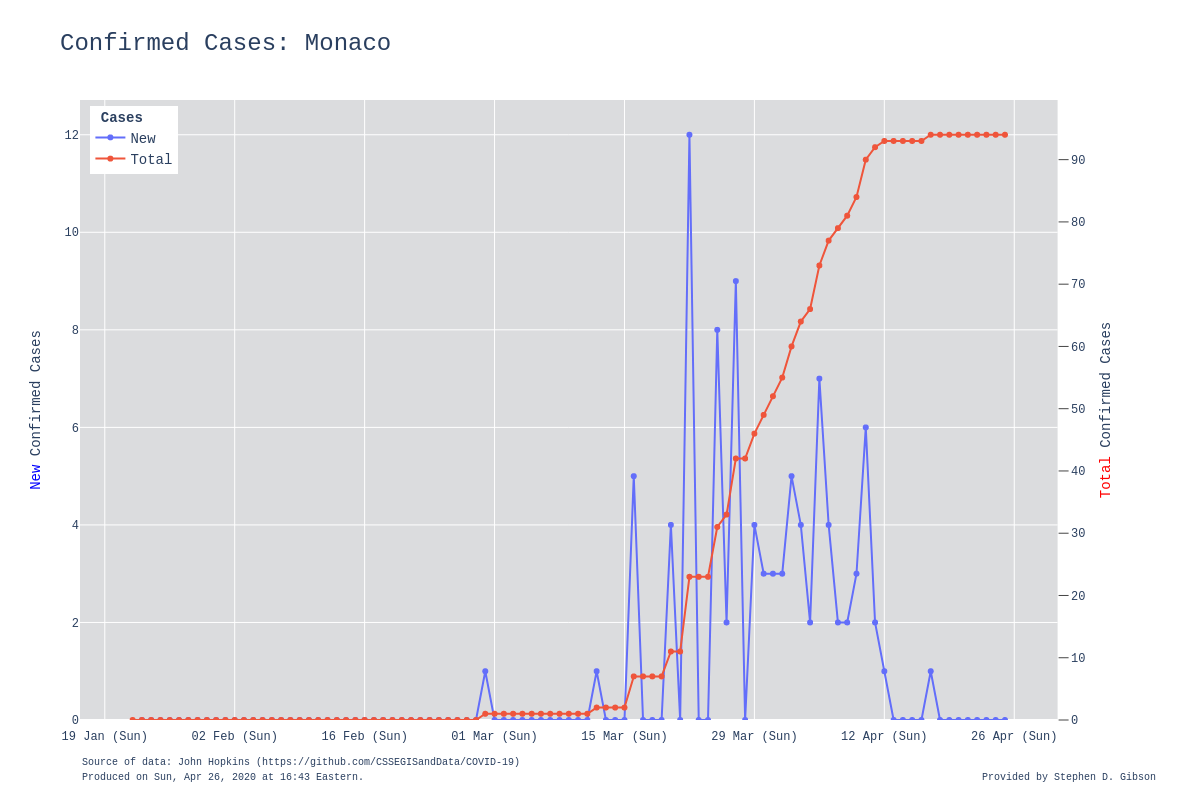 Confirmed Cases: Monaco
Cases
New
Total
12
10
8
6
4
2
0
90
80
70
60
50
40
30
20
10
0
New Confirmed Cases
Total Confirmed Cases
19 Jan (Sun) 02 Feb (Sun) 16 Feb (Sun) 01 Mar (Sun) 15 Mar (Sun) 29 Mar (Sun) 12 Apr (Sun) 26 Apr (Sun)
Source of data: John Hopkins (https://github.com/CSSEGISandData/COVID-19)
Produced on Sun, Apr 26, 2020 at 16:43 Eastern.
Provided by Stephen D. Gibson